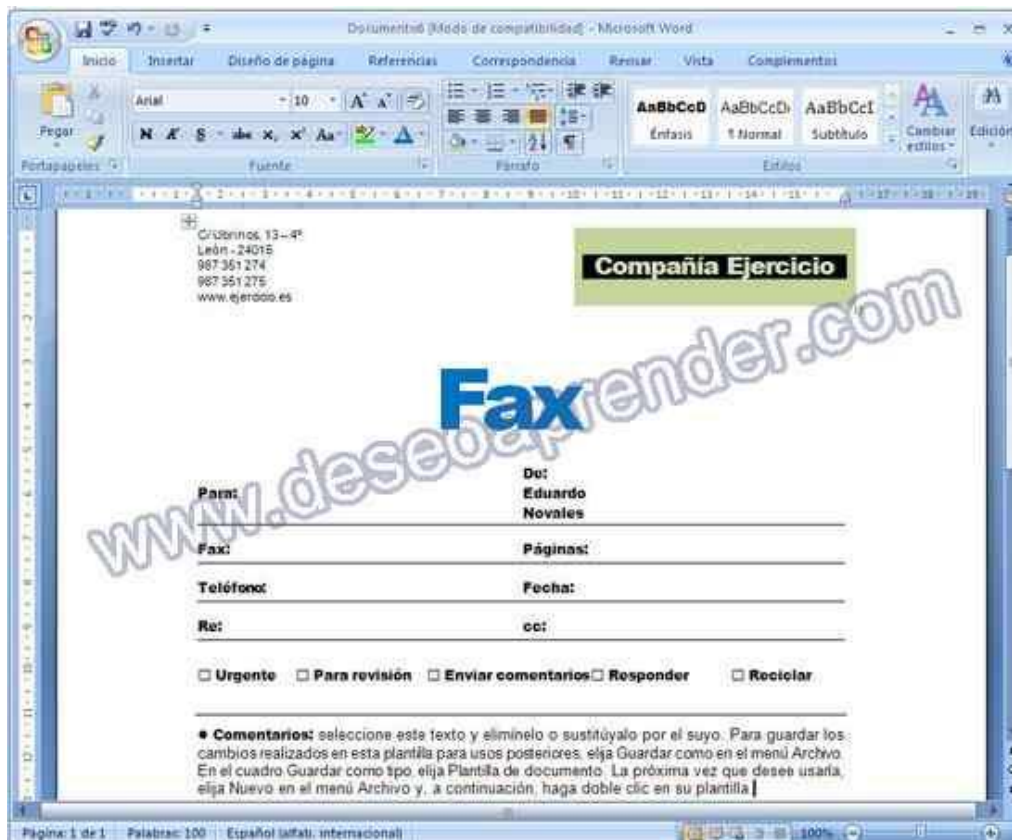 Documento6 [Modo de compatibilidad] - Microsoft Word
Inicio Insertar Diseño de página Referencias Correspondencia Revisar Vista Complementos
Arial 10
AaBbCcD AaBbCcDı AaBbCcI
Pegar N K S abc x, x' Aa A
Énfasis ¶ Normal Subtítulo Cambiar estilos Edición
Portapapeles Fuente Párrafo Estilos
León - 24015
987 351 274
987 351 275
www.ejercicio.es
Compañía Ejercicio
Fax
www.deseoaprender.com
Para: De: Eduardo Novales
Fax: Páginas:
Teléfono: Fecha:
Re: cc:
☐ Urgente ☐ Para revisión ☐ Enviar comentarios ☐ Responder ☐ Reciclar
● Comentarios: seleccione este texto y elimínelo o sustitúyalo por el suyo. Para guardar los
cambios realizados en esta plantilla para usos posteriores, elija Guardar como en el menú Archivo.
En el cuadro Guardar como tipo, elija Plantilla de documento. La próxima vez que desee usarla,
elija Nuevo en el menú Archivo y, a continuación, haga doble clic en su plantilla
Página: 1 de 1 Palabras: 100 Español (alfab. internacional) 100%